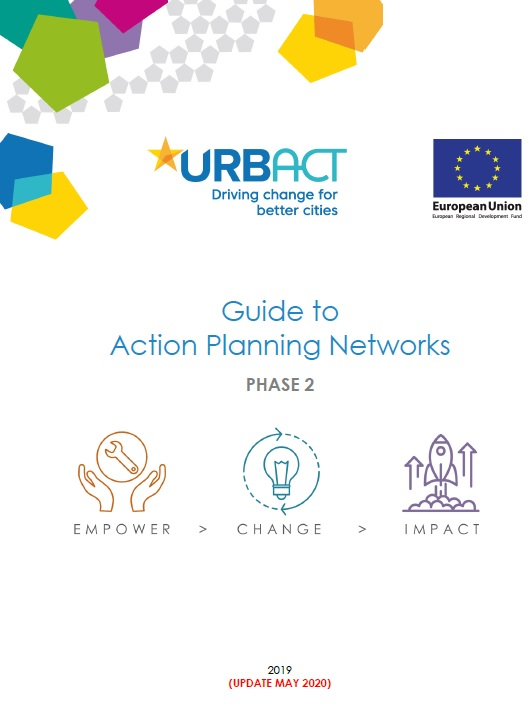 URBACT
Driving change for
better cities
European Union
European Regional Development Fund
Guide to
Action Planning Networks
PHASE 2
EMPOWER > CHANGE > IMPACT
2019
(UPDATE MAY 2020)